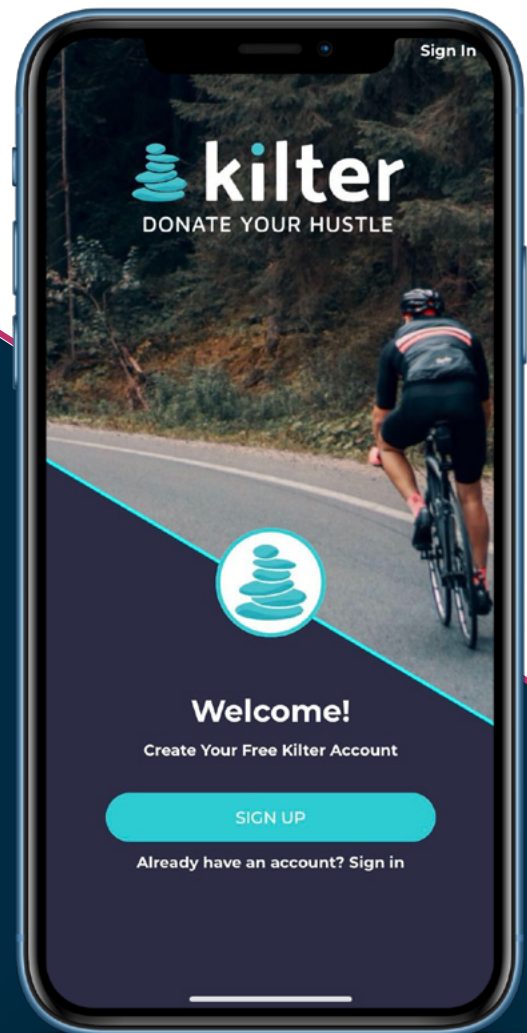 Sign In
kilter
DONATE YOUR HUSTLE
Welcome!
Create Your Free Kilter Account
SIGN UP
Already have an account? Sign in